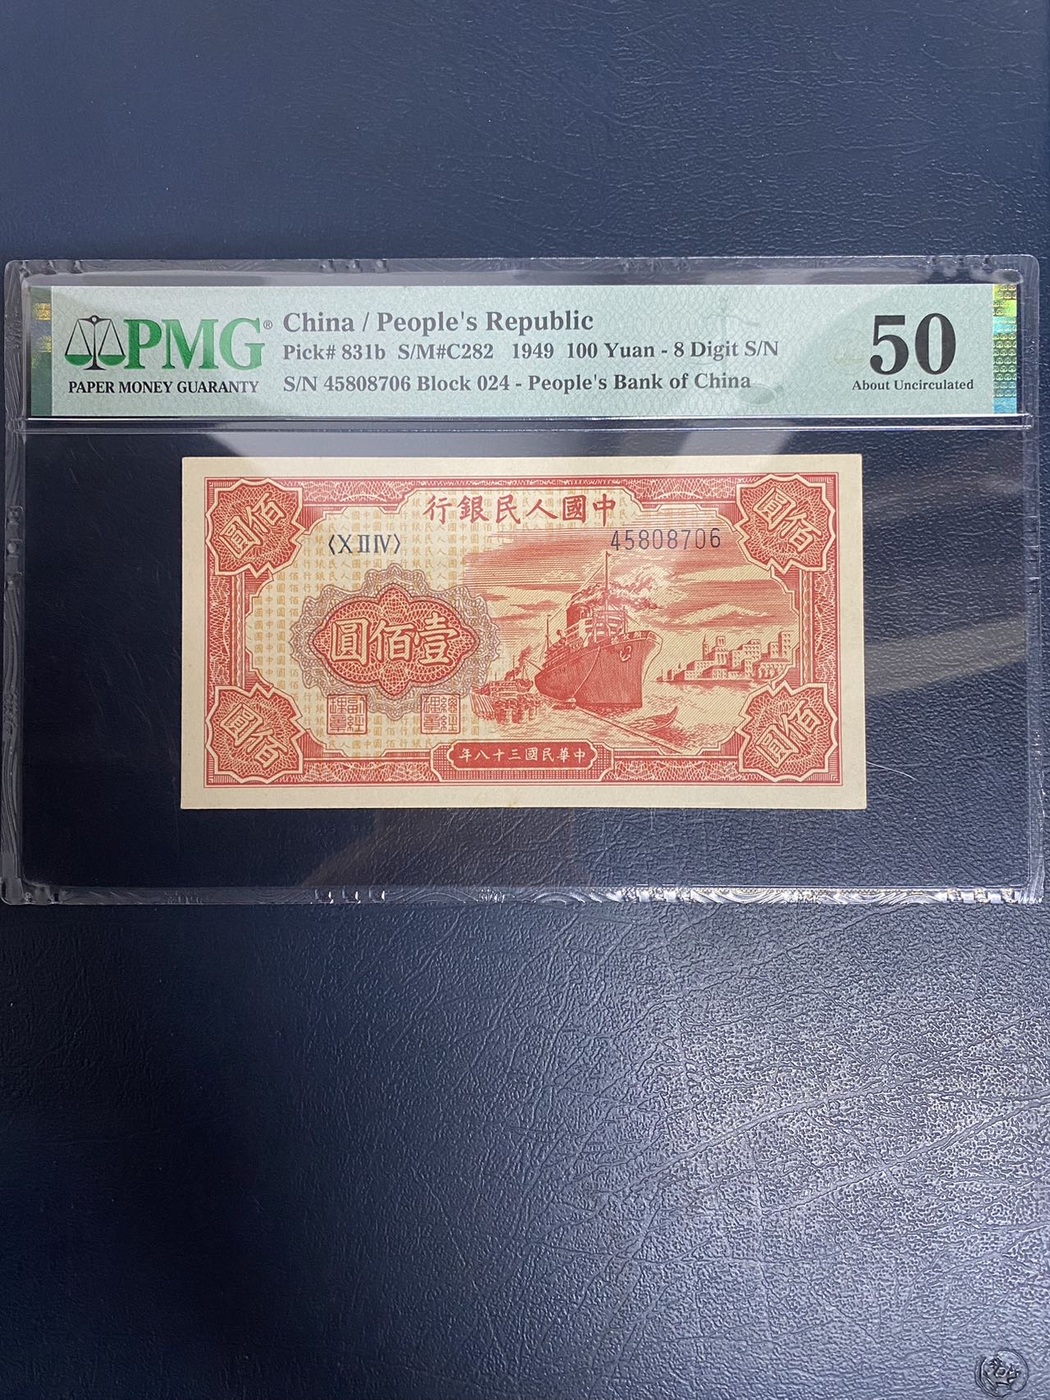 PMG®
PAPER MONEY GUARANTY
China / People's Republic
Pick# 831b S/M#C282 1949 100 Yuan - 8 Digit S/N
S/N 45808706 Block 024 - People's Bank of China
50
About Uncirculated
中國人民銀行
〈X II IV〉
45808706
壹佰圓
佰圓
佰圓
佰圓
佰圓
中華民國三十八年